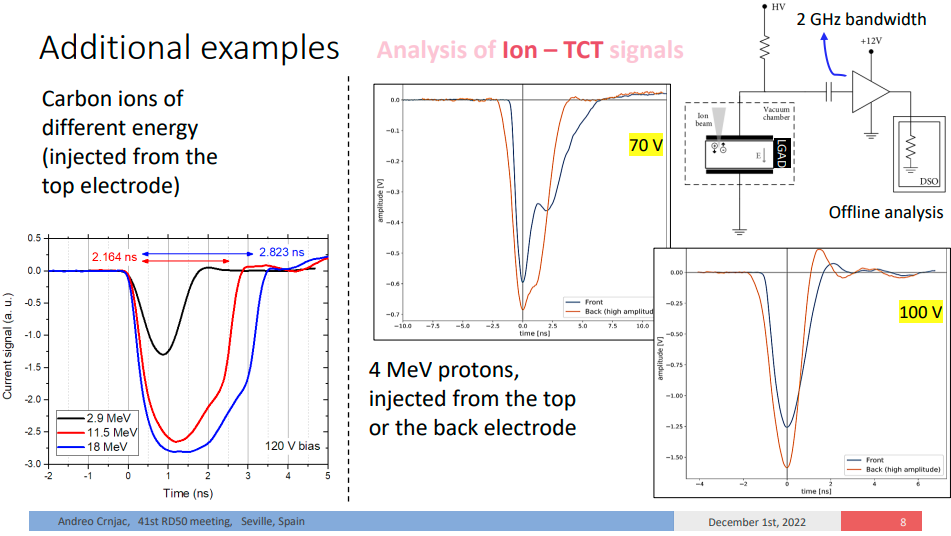 Additional examples
Analysis of Ion – TCT signals
Carbon ions of
different energy
(injected from the
top electrode)
HV
2 GHz bandwidth
+12V
Ion
beam
Vacuum
chamber
E
LGAD
DSO
Offline analysis
70 V
amplitude [V]
0.0
−0.1
−0.2
−0.3
−0.4
−0.5
−0.6
−0.7
−10.0 −7.5 −5.0 −2.5 0.0 2.5 5.0 7.5 10.0
time [ns]
Front
Back (high amplitud
100 V
amplitude [V]
0.00
−0.25
−0.50
−0.75
−1.00
−1.25
−1.50
−4 −2 0 2 4 6
time [ns]
Front
Back (high amplitude)
2.164 ns
2.823 ns
Current signal (a. u.)
0.5
0.0
-0.5
-1.0
-1.5
-2.0
-2.5
-3.0
2.9 MeV
11.5 MeV
18 MeV
120 V bias
-2 -1 0 1 2 3 4 5
Time (ns)
4 MeV protons,
injected from the top
or the back electrode
Andreo Crnjac, 41st RD50 meeting, Seville, Spain
December 1st, 2022
8